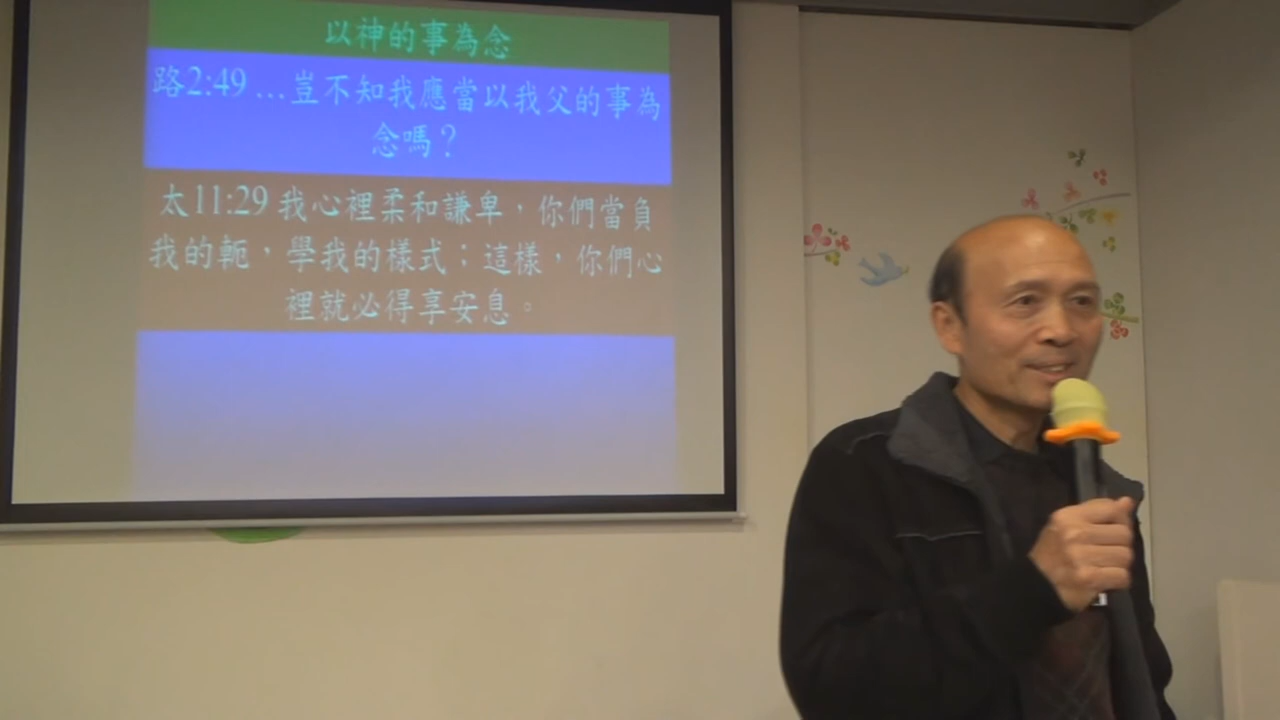 以神的事為念
路2:49 …豈不知我應當以我父的事為
念嗎？
太11:29 我心裡柔和謙卑，你們當負
我的軛，學我的樣式；這樣，你們心
裡就必得享安息。